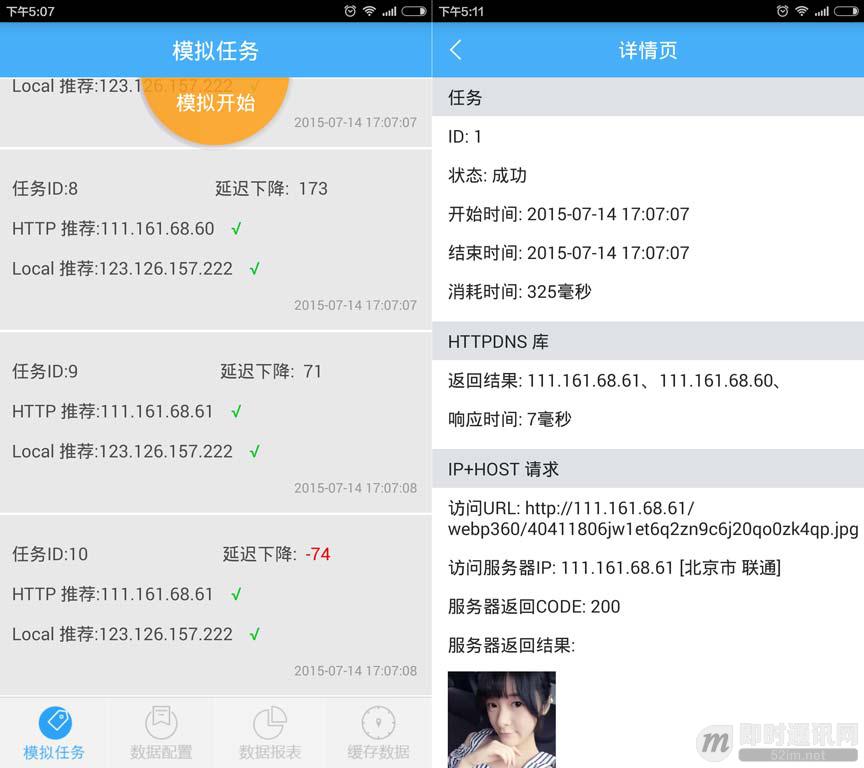 下午5:07
模拟任务
Local 推荐:123.126.157.222 √
模拟开始
2015-07-14 17:07:07
任务ID:8 延迟下降: 173
HTTP 推荐:111.161.68.60 √
Local 推荐:123.126.157.222 √
2015-07-14 17:07:07
任务ID:9 延迟下降: 71
HTTP 推荐:111.161.68.61 √
Local 推荐:123.126.157.222 √
2015-07-14 17:07:08
任务ID:10 延迟下降: -74
HTTP 推荐:111.161.68.61 √
Local 推荐:123.126.157.222 √
2015-07-14 17:07:08
模拟任务 数据配置 数据报表 缓存数据
下午5:11
详情页
任务
ID: 1
状态: 成功
开始时间: 2015-07-14 17:07:07
结束时间: 2015-07-14 17:07:07
消耗时间: 325毫秒
HTTPDNS 库
返回结果: 111.161.68.61、111.161.68.60、
响应时间: 7毫秒
IP+HOST 请求
访问URL: http://111.161.68.61/
webp360/40411806jw1et6q2zn9c6j20qo0zk4qp.jpg
访问服务器IP: 111.161.68.61 [北京市 联通]
服务器返回CODE: 200
服务器返回结果:
m 即时通讯网
52im.net